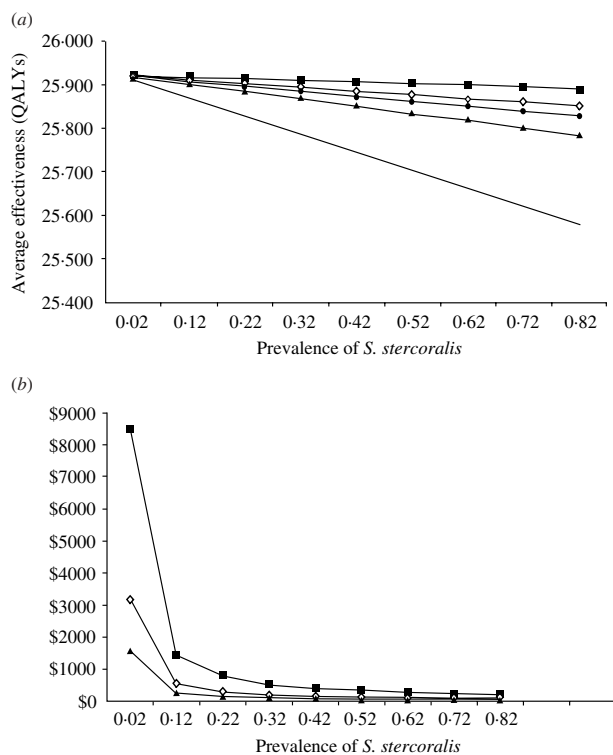 (a)
26·000
25·900
25·800
25·700
25·600
25·500
25·400
Average effectiveness (QALYs)
0·02 0·12 0·22 0·32 0·42 0·52 0·62 0·72 0·82
Prevalence of S. stercoralis
(b)
$9000
$8000
$7000
$6000
$5000
$4000
$3000
$2000
$1000
$0
0·02 0·12 0·22 0·32 0·42 0·52 0·62 0·72 0·82
Prevalence of S. stercoralis